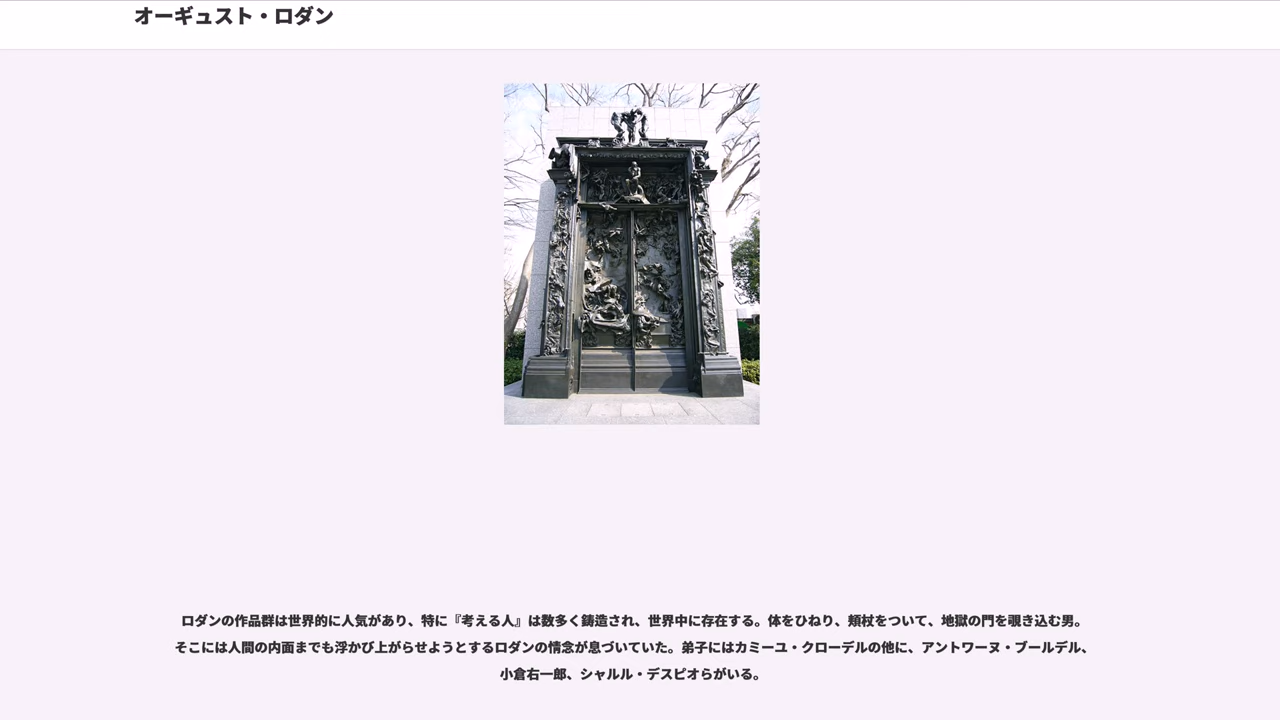 オーギュスト・ロダン
ロダンの作品群は世界的に人気があり、特に『考える人』は数多く鋳造され、世界中に存在する。体をひねり、頬杖をついて、地獄の門を覗き込む男。
そこには人間の内面までも浮かび上がらせようとするロダンの情念が息づいていた。弟子にはカミーユ・クローデルの他に、アントワーヌ・ブールデル、
小倉右一郎、シャルル・デスピオらがいる。